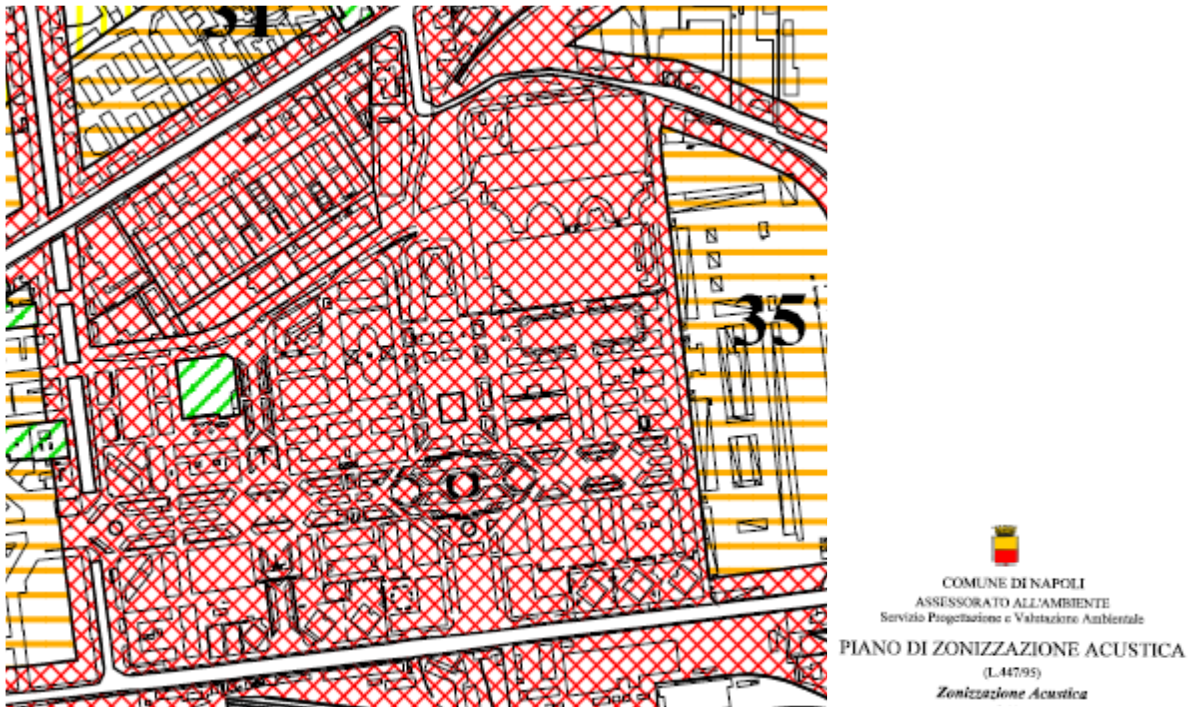 31
35
COMUNE DI NAPOLI
ASSESSORATO ALL'AMBIENTE
Servizio Progettazione e Valutazione Ambientale
PIANO DI ZONIZZAZIONE ACUSTICA
(L.447/95)
Zonizzazione Acustica